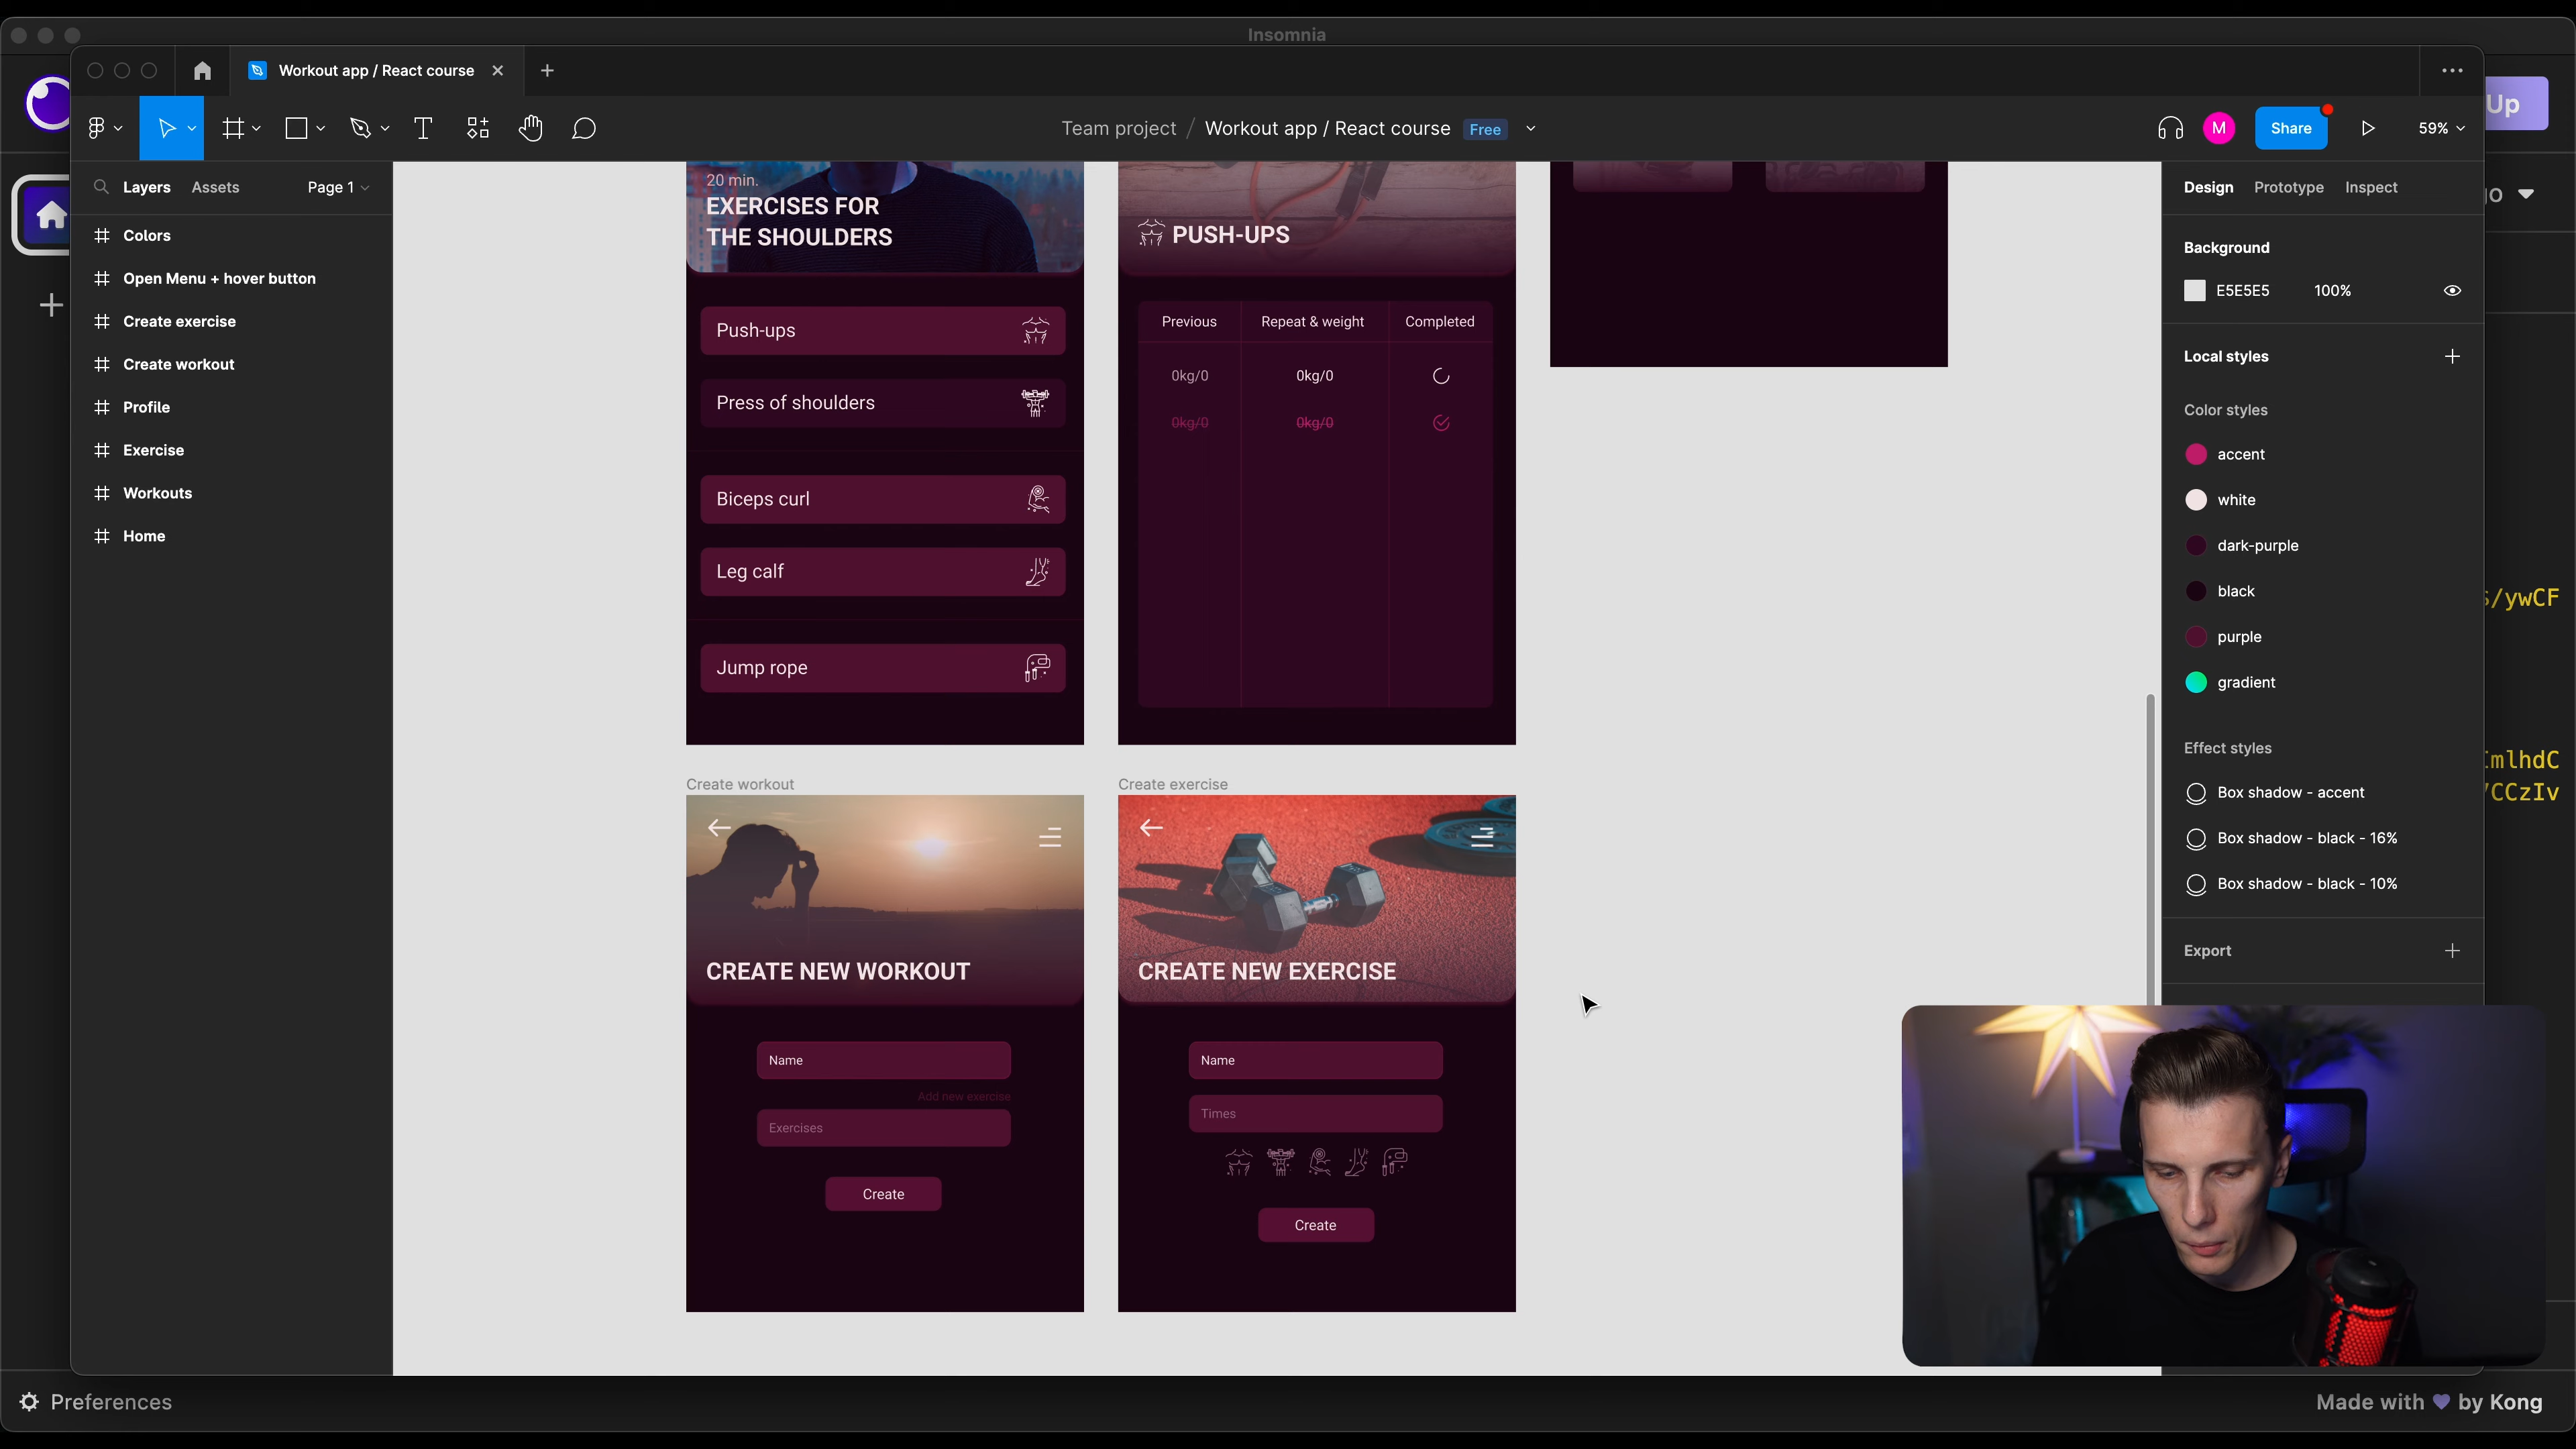 Insomnia
Workout app / React course
Up
Team project / Workout app / React course Free
M
Share
59%
Layers
Assets
Page 1
Colors
Open Menu + hover button
Create exercise
Create workout
Profile
Exercise
Workouts
Home
20 min.
EXERCISES FOR
THE SHOULDERS
Push-ups
Press of shoulders
Biceps curl
Leg calf
Jump rope
PUSH-UPS
Previous
Repeat & weight
Completed
0kg/0
0kg/0
0kg/0
0kg/0
Create workout
CREATE NEW WORKOUT
Name
Add new exercise
Exercises
Create
Create exercise
CREATE NEW EXERCISE
Name
Times
Create
Design
Prototype
Inspect
Background
E5E5E5
100%
Local styles
Color styles
accent
white
dark-purple
black
purple
gradient
Effect styles
Box shadow - accent
Box shadow - black - 16%
Box shadow - black - 10%
Export
/ywCF
mlhdC
CCzIv
Preferences
Made with 💜 by Kong